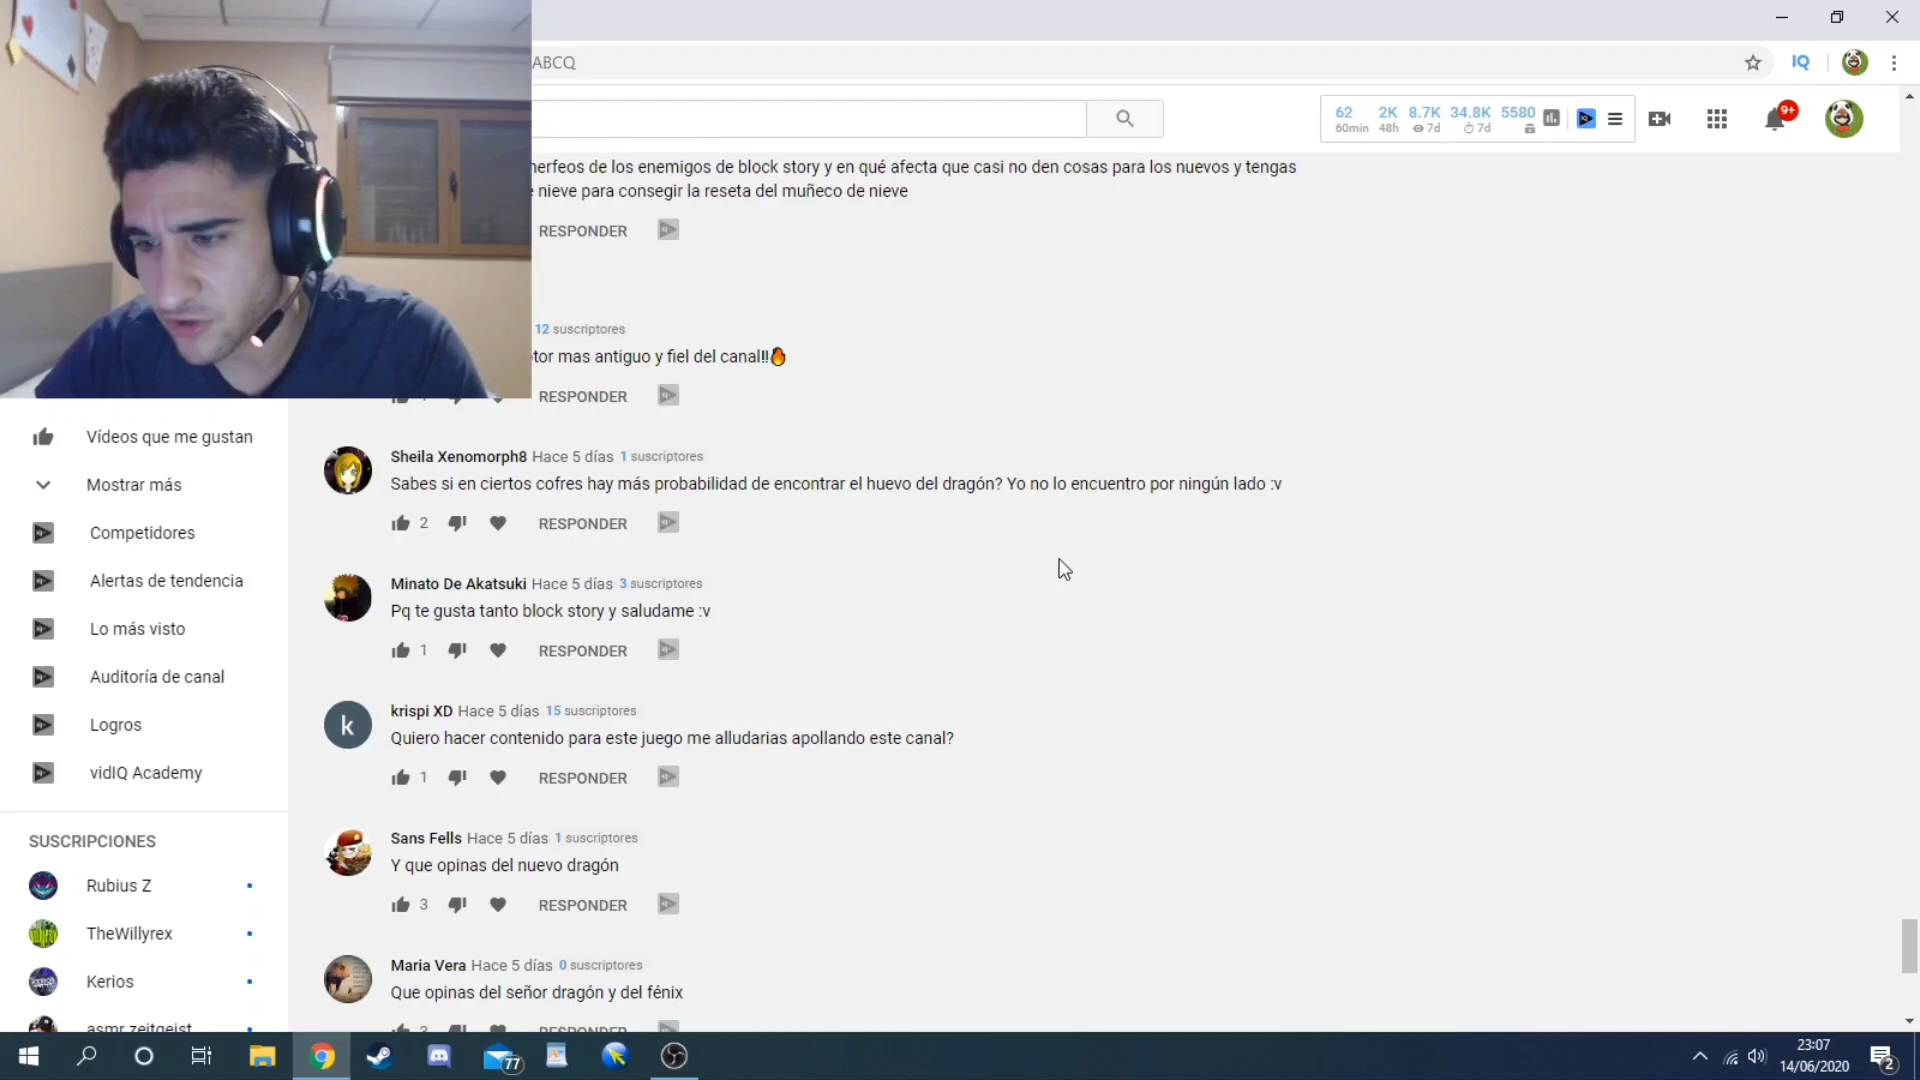 ABCQ
IQ
62 2K 8.7K 34.8K 5580
60min 48h 7d 7d
9+
nerfeos de los enemigos de block story y en qué afecta que casi no den cosas para los nuevos y tengas
nieve para consegir la reseta del muñeco de nieve
RESPONDER
12 suscriptores
tor mas antiguo y fiel del canal!!🔥
RESPONDER
Sheila Xenomorph8 Hace 5 días 1 suscriptores
Sabes si en ciertos cofres hay más probabilidad de encontrar el huevo del dragón? Yo no lo encuentro por ningún lado :v
2 RESPONDER
Minato De Akatsuki Hace 5 días 3 suscriptores
Pq te gusta tanto block story y saludame :v
1 RESPONDER
k
krispi XD Hace 5 días 15 suscriptores
Quiero hacer contenido para este juego me alludarias apollando este canal?
1 RESPONDER
Sans Fells Hace 5 días 1 suscriptores
Y que opinas del nuevo dragón
3 RESPONDER
Maria Vera Hace 5 días 0 suscriptores
Que opinas del señor dragón y del fénix
3 RESPONDER
Vídeos que me gustan
Mostrar más
Competidores
Alertas de tendencia
Lo más visto
Auditoría de canal
Logros
vidIQ Academy
SUSCRIPCIONES
Rubius Z
TheWillyrex
Kerios
asmr zeitgeist
77
23:07
14/06/2020
2